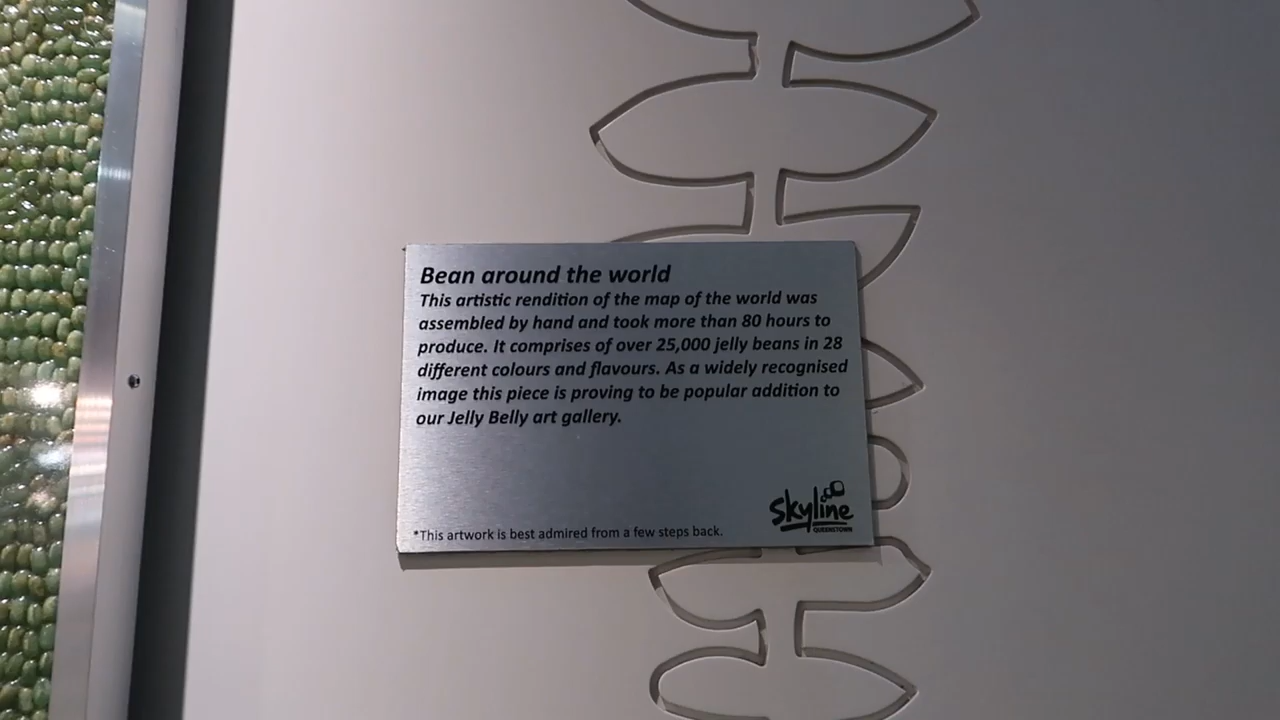 Bean around the world
This artistic rendition of the map of the world was
assembled by hand and took more than 80 hours to
produce. It comprises of over 25,000 jelly beans in 28
different colours and flavours. As a widely recognised
image this piece is proving to be popular addition to
our Jelly Belly art gallery.
Skyline
QUEENSTOWN
*This artwork is best admired from a few steps back.